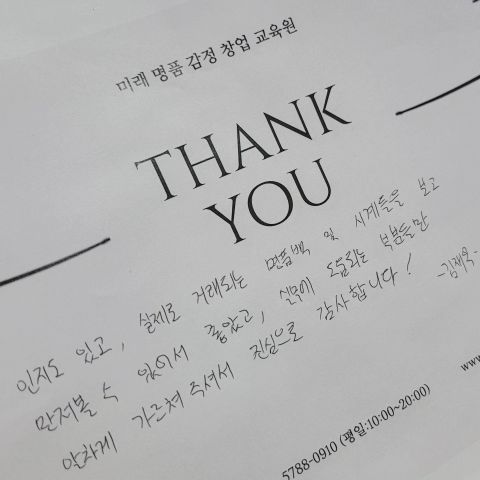 미래 명품 감정 창업 교육원
THANK
YOU
인지도 있고, 실제로 거래되는 명품백 및 시계들을 보고
만져볼 수 있어서 좋았고, 실무에 도움되는 부분들만
알차게 가르쳐 주셔서 진심으로 감사합니다!
-김재욱-
5788-0910 (평일:10:00~20:00)
www